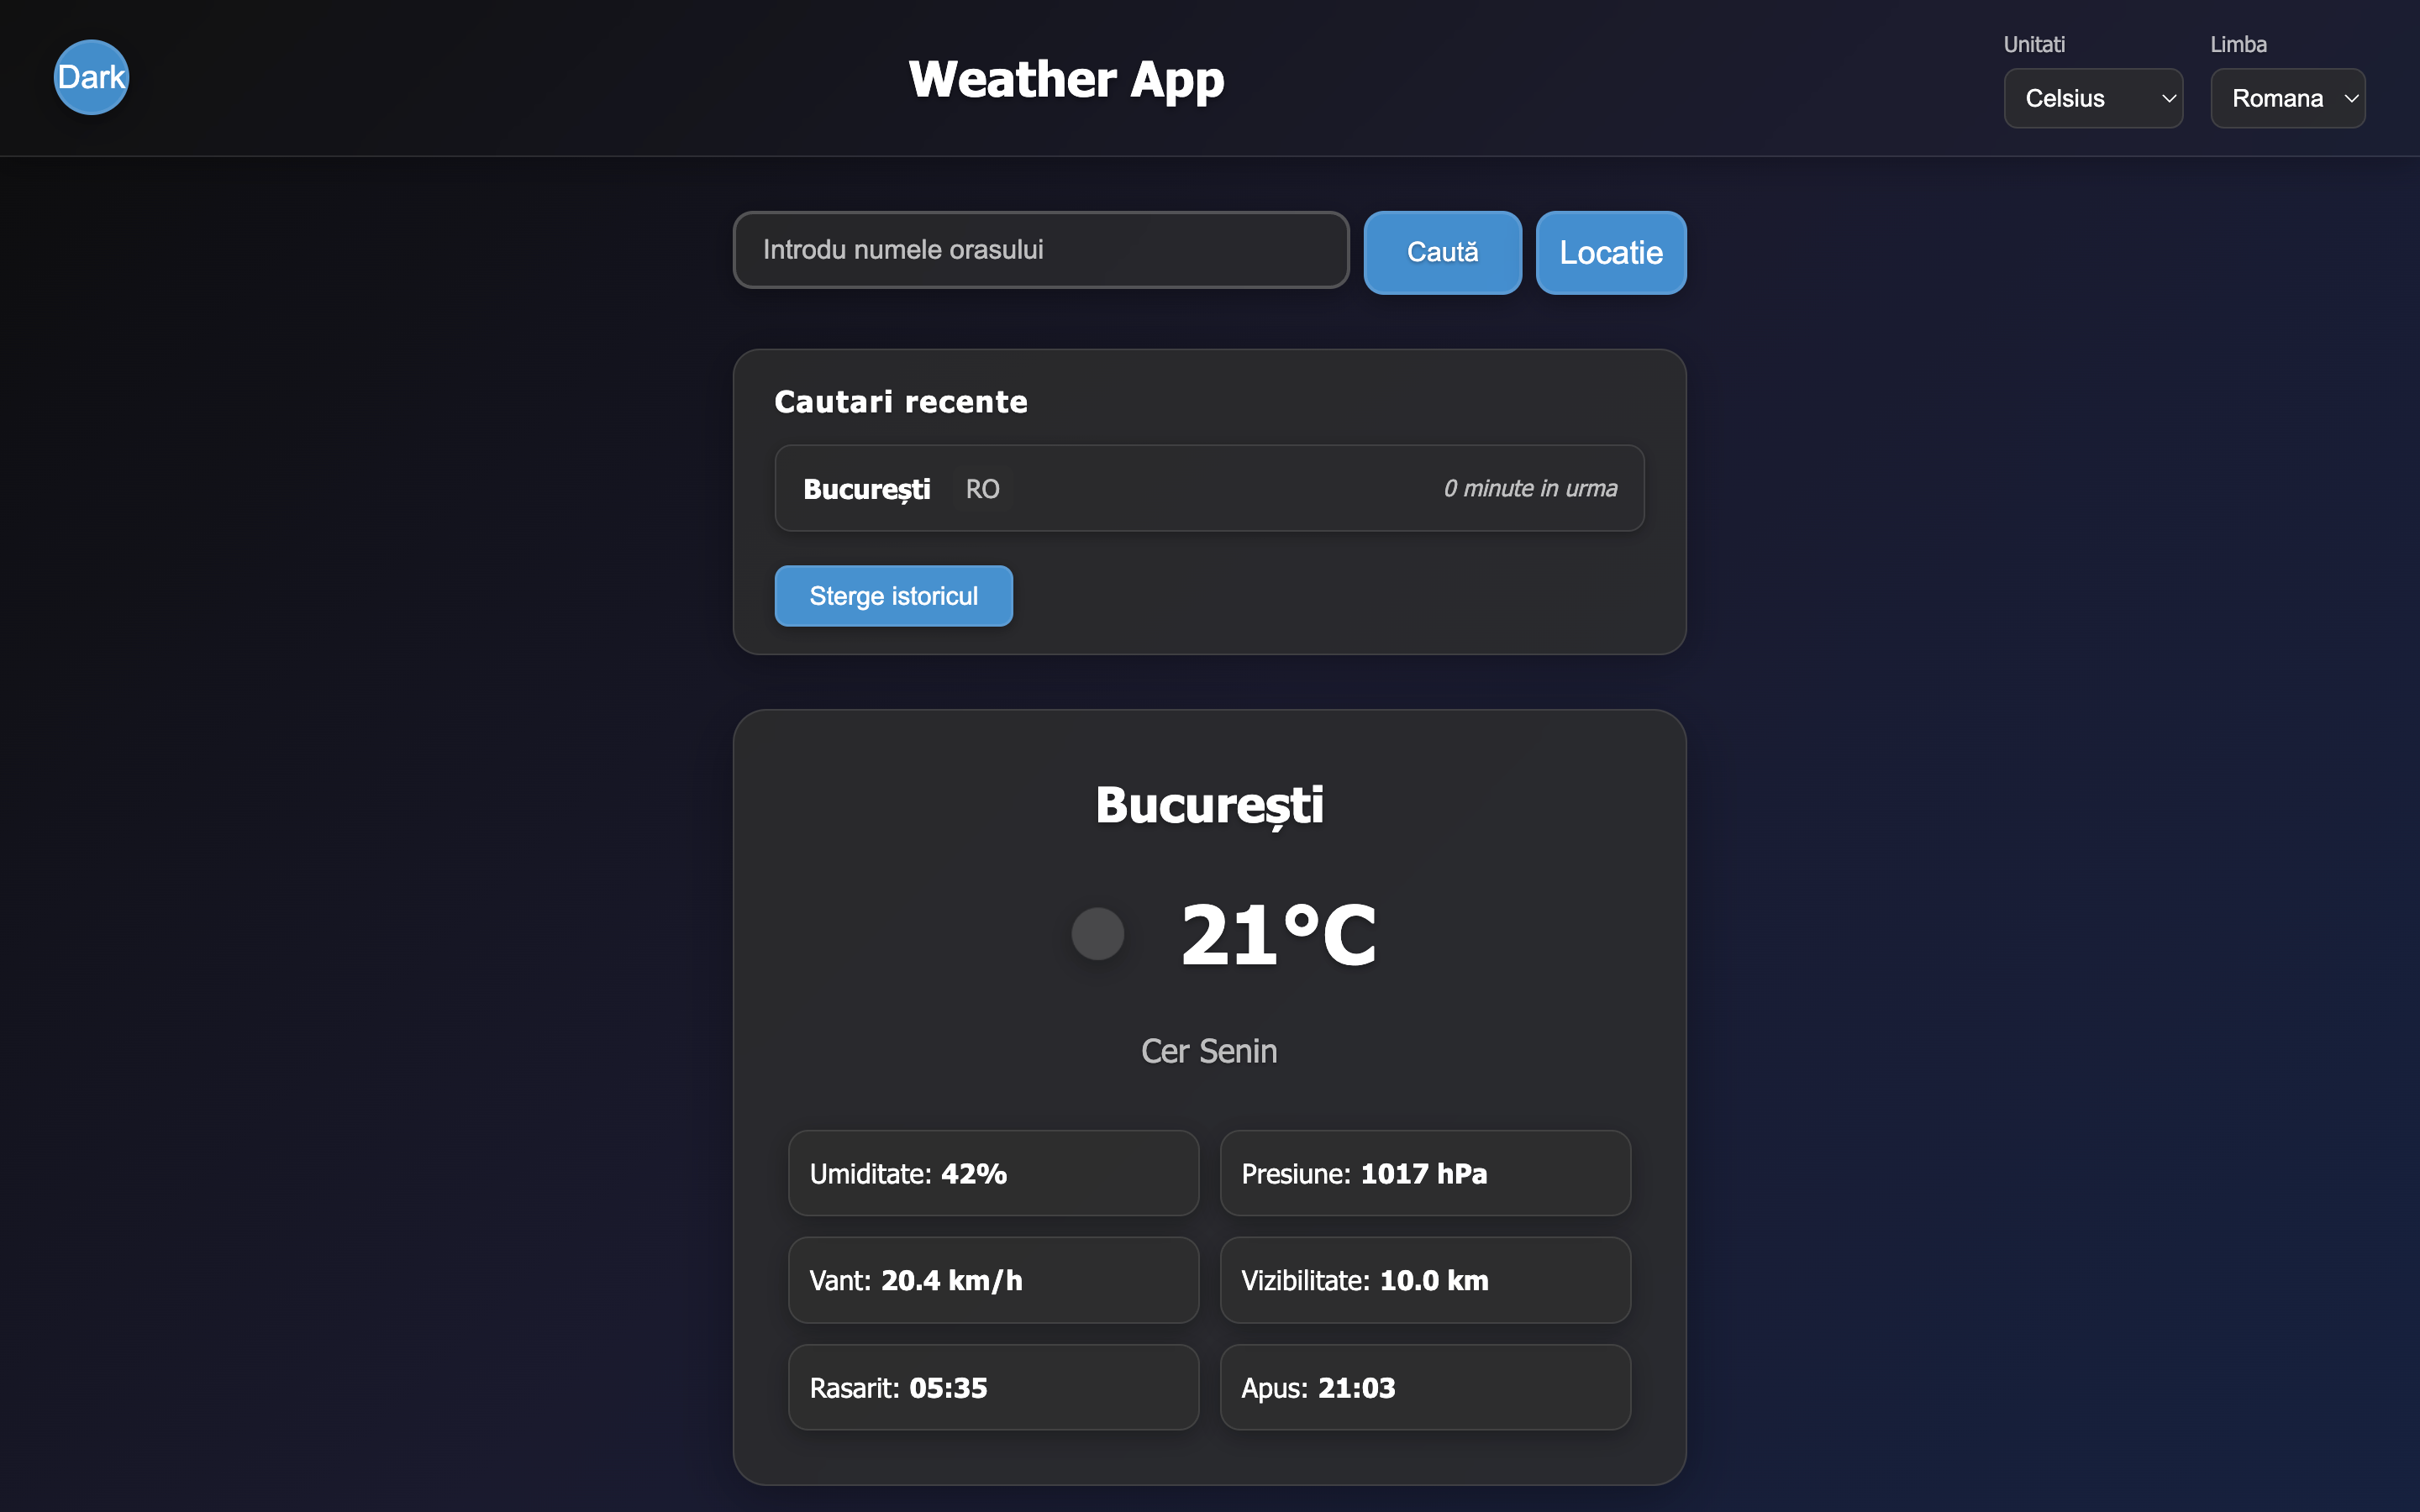 Dark
Weather App
Unitati
Limba
Celsius
Romana
Introdu numele orasului
Caută
Locatie
Cautari recente
București RO 0 minute in urma
Sterge istoricul
București
21°C
Cer Senin
Umiditate: 42%
Presiune: 1017 hPa
Vant: 20.4 km/h
Vizibilitate: 10.0 km
Rasarit: 05:35
Apus: 21:03